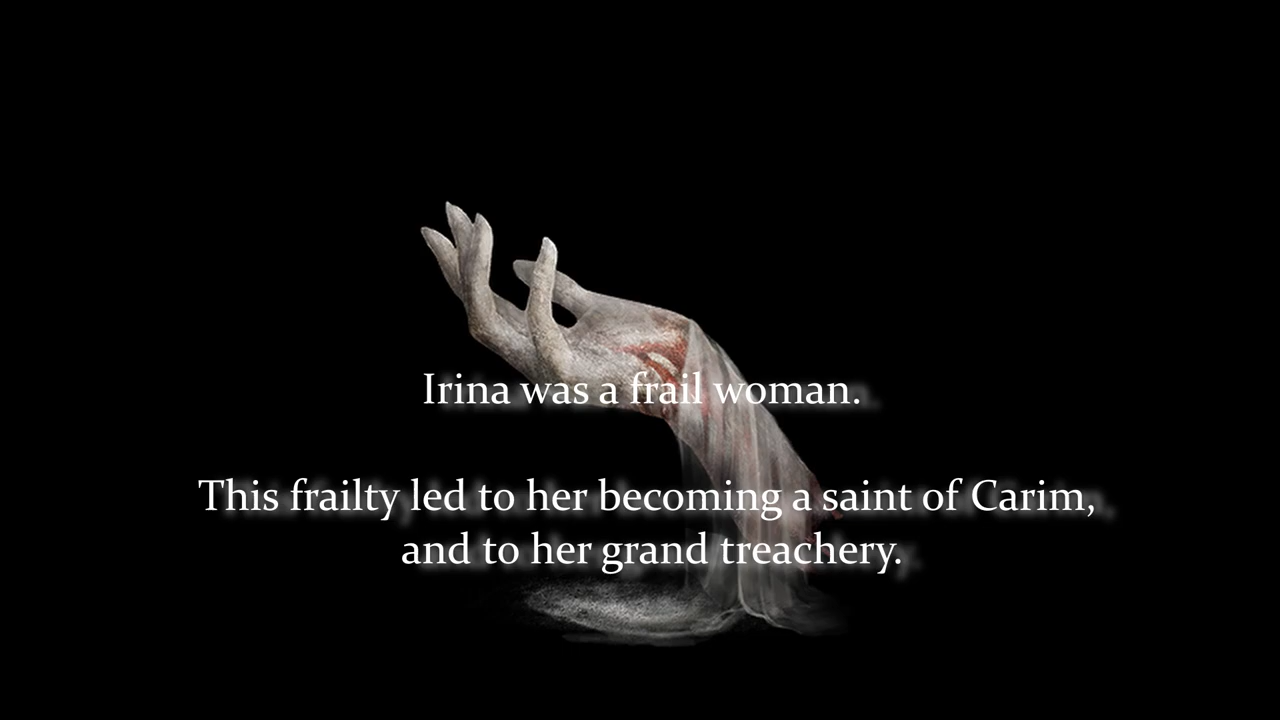 Irina was a frail woman.
This frailty led to her becoming a saint of Carim,
and to her grand treachery.